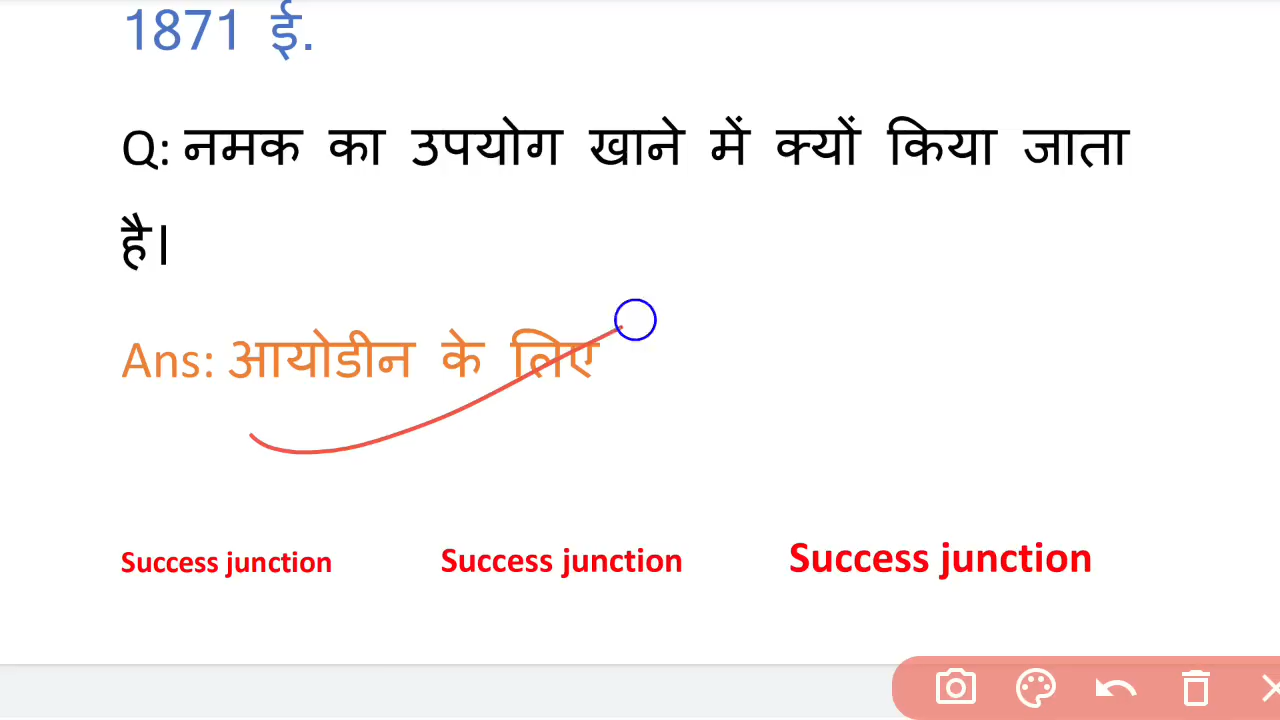 1871 ई.
Q: नमक का उपयोग खाने में क्यों किया जाता
है।
Ans: आयोडीन के लिए
Success junction Success junction Success junction